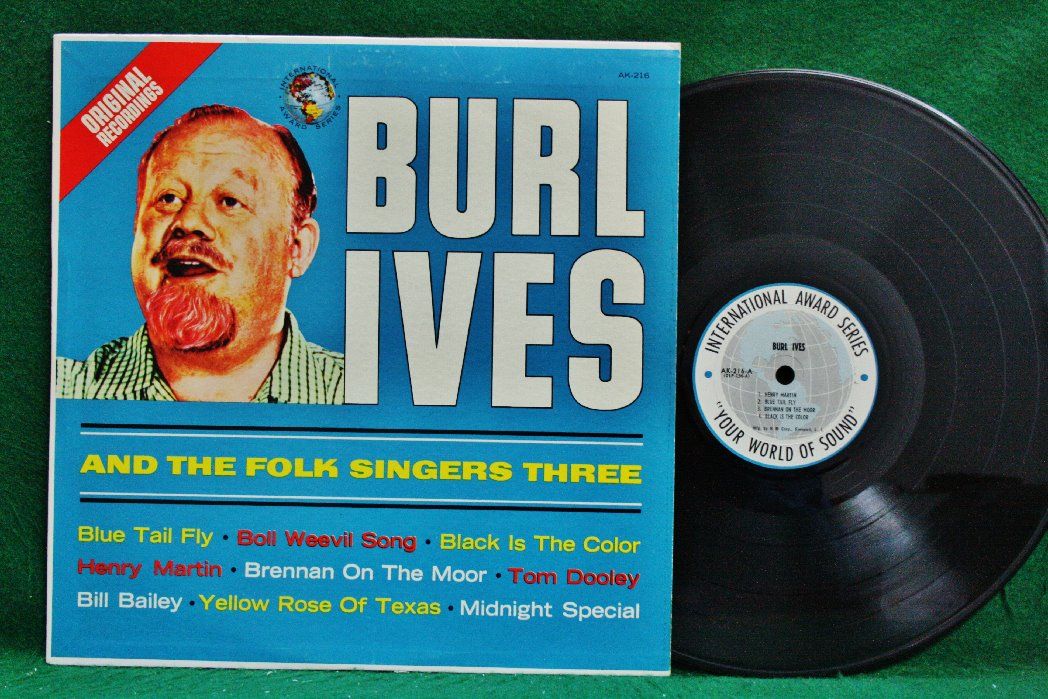 ORIGINAL
RECORDINGS
INTERNATIONAL
AWARD SERIES
AK-216
BURL
IVES
AND THE FOLK SINGERS THREE
Blue Tail Fly • Boll Weevil Song • Black Is The Color
Henry Martin • Brennan On The Moor • Tom Dooley
Bill Bailey • Yellow Rose Of Texas • Midnight Special
INTERNATIONAL AWARD SERIES
BURL IVES
AK-216-A
1. HENRY MARTIN
2. BLUE TAIL FLY
3. BRENNAN ON THE MOOR
4. BLACK IS THE COLOR
"YOUR WORLD OF SOUND"